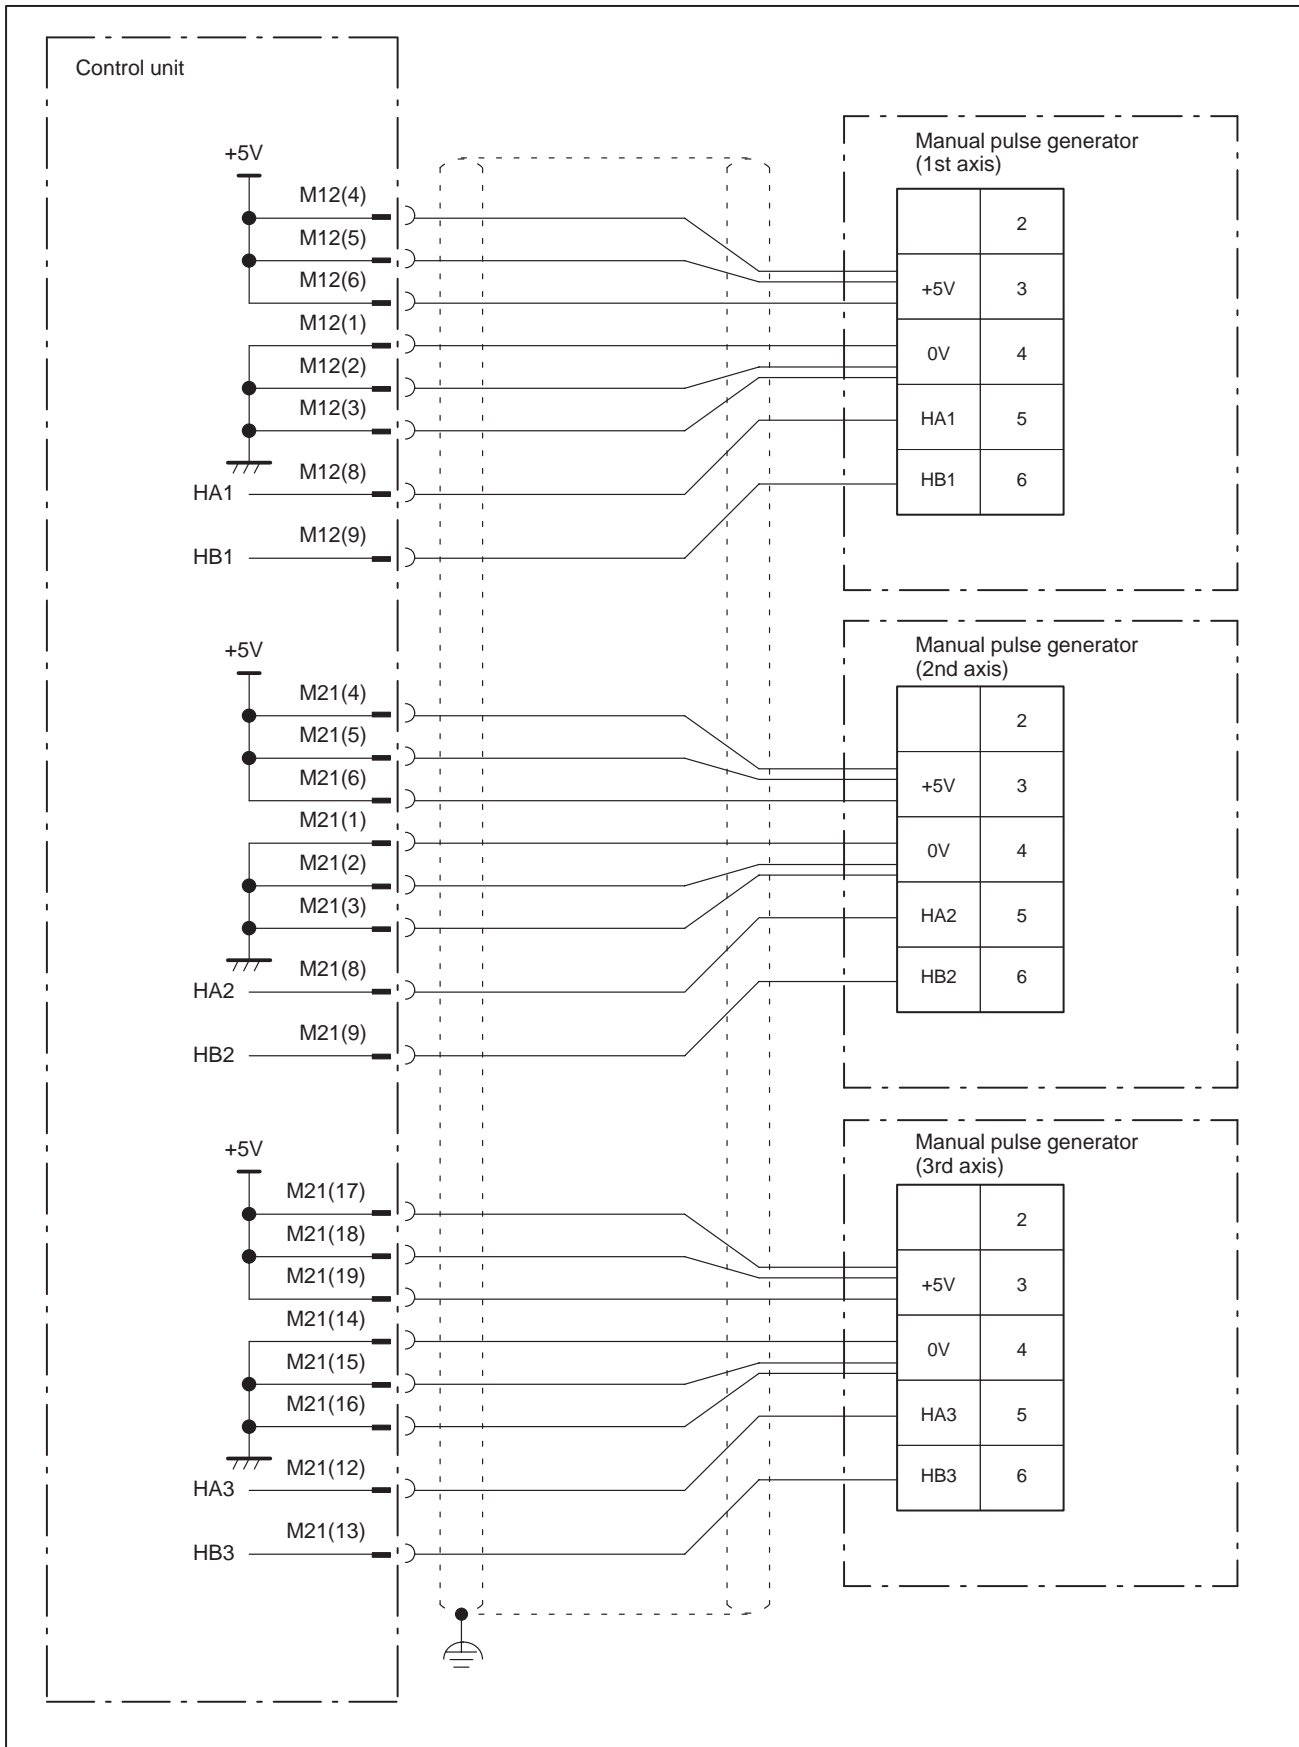 Control unit
+5V
M12(4)
M12(5)
M12(6)
M12(1)
M12(2)
M12(3)
M12(8)
HA1
M12(9)
HB1
Manual pulse generator
(1st axis)
2
+5V 3
0V 4
HA1 5
HB1 6
+5V
M21(4)
M21(5)
M21(6)
M21(1)
M21(2)
M21(3)
M21(8)
HA2
M21(9)
HB2
Manual pulse generator
(2nd axis)
2
+5V 3
0V 4
HA2 5
HB2 6
+5V
M21(17)
M21(18)
M21(19)
M21(14)
M21(15)
M21(16)
M21(12)
HA3
M21(13)
HB3
Manual pulse generator
(3rd axis)
2
+5V 3
0V 4
HA3 5
HB3 6